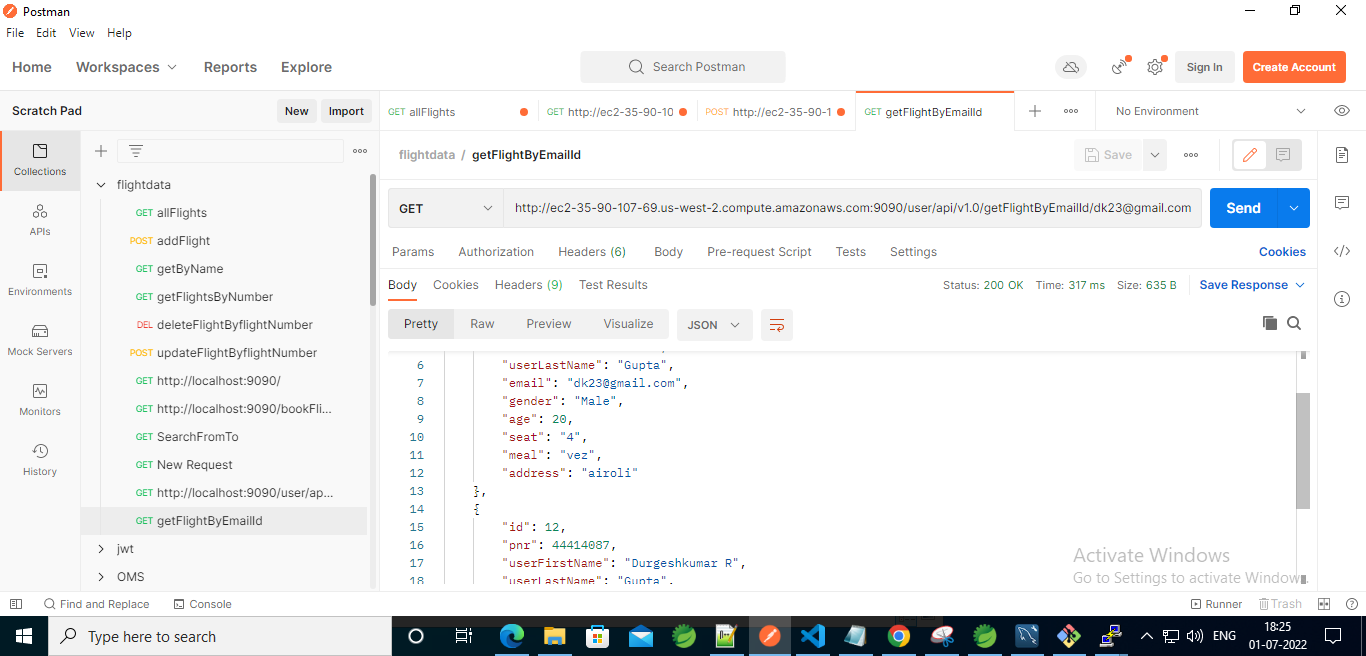 Postman
File Edit View Help
Home Workspaces Reports Explore Search Postman Sign In Create Account
Scratch Pad New Import GET allFlights GET http://ec2-35-90-10 POST http://ec2-35-90-1 GET getFlightByEmailId No Environment
flightdata / getFlightByEmailId Save
Collections
APIs
Environments
Mock Servers
Monitors
History
flightdata
GET allFlights
POST addFlight
GET getByName
GET getFlightsByNumber
DEL deleteFlightByflightNumber
POST updateFlightByflightNumber
GET http://localhost:9090/
GET http://localhost:9090/bookFli...
GET SearchFromTo
GET New Request
GET http://localhost:9090/user/ap...
GET getFlightByEmailId
jwt
OMS
GET http://ec2-35-90-107-69.us-west-2.compute.amazonaws.com:9090/user/api/v1.0/getFlightByEmailId/dk23@gmail.com Send
Params Authorization Headers (6) Body Pre-request Script Tests Settings Cookies
Body Cookies Headers (9) Test Results Status: 200 OK Time: 317 ms Size: 635 B Save Response
Pretty Raw Preview Visualize JSON
6 "userLastName": "Gupta",
7 "email": "dk23@gmail.com",
8 "gender": "Male",
9 "age": 20,
10 "seat": "4",
11 "meal": "vez",
12 "address": "airoli"
13 },
14 {
15 "id": 12,
16 "pnr": 44414087,
17 "userFirstName": "Durgeshkumar R",
18 "userLastName": "Gupta",
Activate Windows
Go to Settings to activate Windows.
Find and Replace Console Runner Trash
Type here to search ENG 18:25
01-07-2022